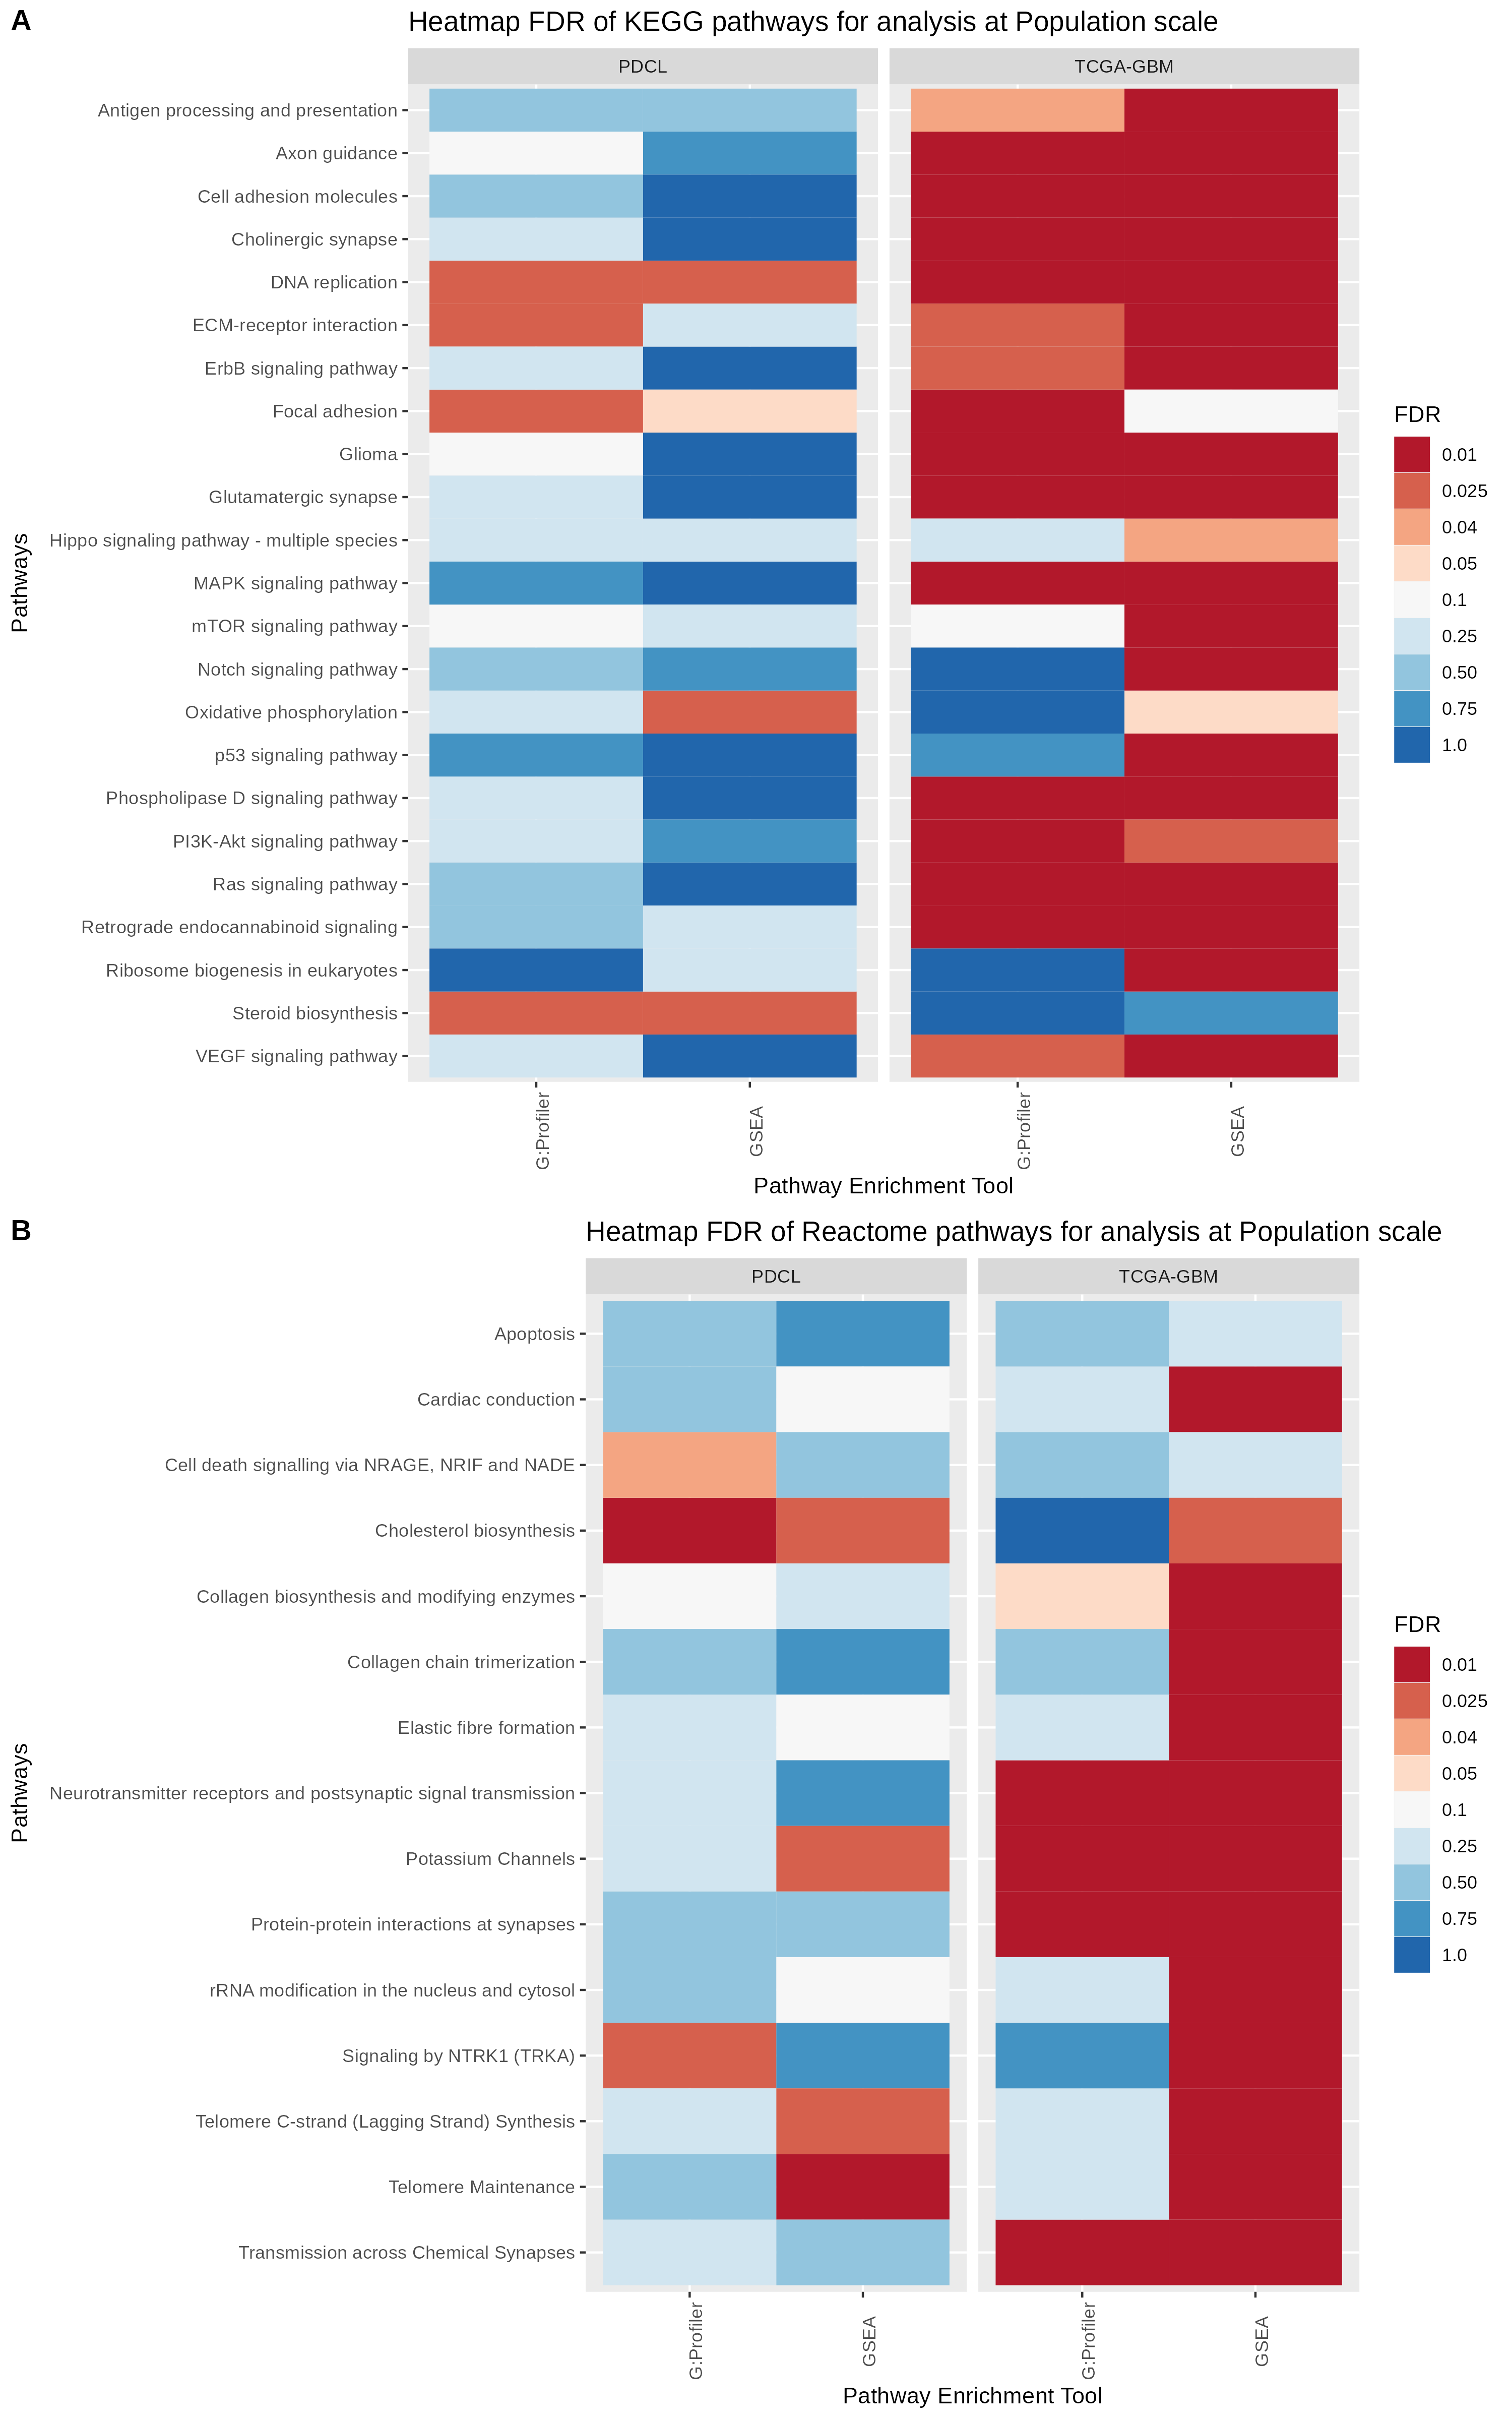 A
Heatmap FDR of KEGG pathways for analysis at Population scale
PDCL
TCGA-GBM
Pathways
Antigen processing and presentation
Axon guidance
Cell adhesion molecules
Cholinergic synapse
DNA replication
ECM-receptor interaction
ErbB signaling pathway
Focal adhesion
Glioma
Glutamatergic synapse
Hippo signaling pathway - multiple species
MAPK signaling pathway
mTOR signaling pathway
Notch signaling pathway
Oxidative phosphorylation
p53 signaling pathway
Phospholipase D signaling pathway
PI3K-Akt signaling pathway
Ras signaling pathway
Retrograde endocannabinoid signaling
Ribosome biogenesis in eukaryotes
Steroid biosynthesis
VEGF signaling pathway
G:Profiler
GSEA
G:Profiler
GSEA
Pathway Enrichment Tool
FDR
0.01
0.025
0.04
0.05
0.1
0.25
0.50
0.75
1.0
B
Heatmap FDR of Reactome pathways for analysis at Population scale
PDCL
TCGA-GBM
Pathways
Apoptosis
Cardiac conduction
Cell death signalling via NRAGE, NRIF and NADE
Cholesterol biosynthesis
Collagen biosynthesis and modifying enzymes
Collagen chain trimerization
Elastic fibre formation
Neurotransmitter receptors and postsynaptic signal transmission
Potassium Channels
Protein-protein interactions at synapses
rRNA modification in the nucleus and cytosol
Signaling by NTRK1 (TRKA)
Telomere C-strand (Lagging Strand) Synthesis
Telomere Maintenance
Transmission across Chemical Synapses
G:Profiler
GSEA
G:Profiler
GSEA
Pathway Enrichment Tool
FDR
0.01
0.025
0.04
0.05
0.1
0.25
0.50
0.75
1.0